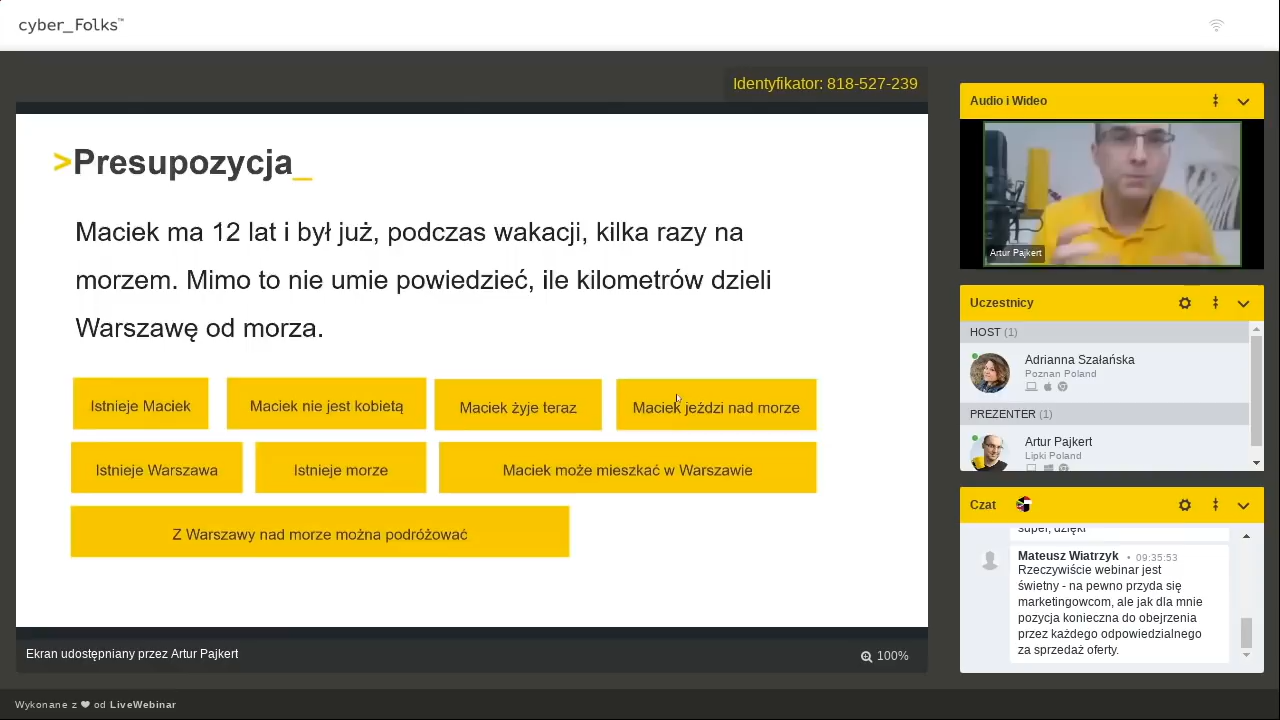 cyber_Folks™
Identyfikator: 818-527-239
>Presupozycja_
Maciek ma 12 lat i był już, podczas wakacji, kilka razy na
morzem. Mimo to nie umie powiedzieć, ile kilometrów dzieli
Warszawę od morza.
Istnieje Maciek
Maciek nie jest kobietą
Maciek żyje teraz
Maciek jeździ nad morze
Istnieje Warszawa
Istnieje morze
Maciek może mieszkać w Warszawie
Z Warszawy nad morze można podróżować
Ekran udostępniany przez Artur Pajkert
100%
Audio i Wideo
Artur Pajkert
Uczestnicy
HOST (1)
Adrianna Szałańska
Poznan Poland
PREZENTER (1)
Artur Pajkert
Lipki Poland
Czat
super, dzięki
Mateusz Wiatrzyk • 09:35:53
Rzeczywiście webinar jest
świetny - na pewno przyda się
marketingowcom, ale jak dla mnie
pozycja konieczna do obejrzenia
przez każdego odpowiedzialnego
za sprzedaż oferty.
Wykonane z ❤ od LiveWebinar